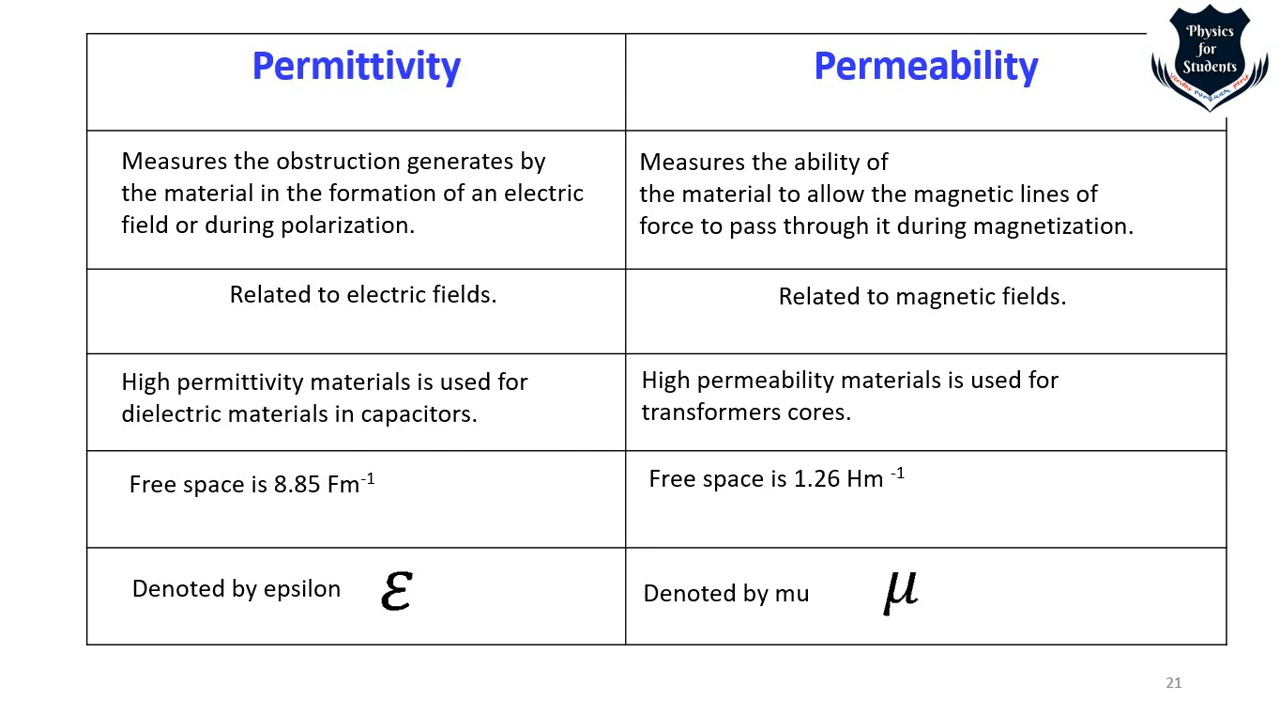 Permittivity
Permeability
Physics
for
Students
veritas nunquam perit
Measures the obstruction generates by
the material in the formation of an electric
field or during polarization.
Measures the ability of
the material to allow the magnetic lines of
force to pass through it during magnetization.
Related to electric fields.
Related to magnetic fields.
High permittivity materials is used for
dielectric materials in capacitors.
High permeability materials is used for
transformers cores.
Free space is 8.85 Fm⁻¹
Free space is 1.26 Hm ⁻¹
Denoted by epsilon ε
Denoted by mu μ
21